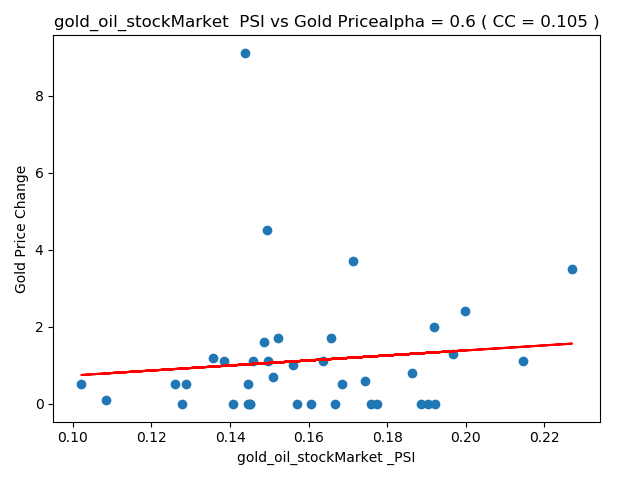 gold_oil_stockMarket  PSI vs Gold Pricealpha = 0.6 ( CC = 0.105 )
Gold Price Change
8
6
4
2
0
0.10 0.12 0.14 0.16 0.18 0.20 0.22
gold_oil_stockMarket _PSI